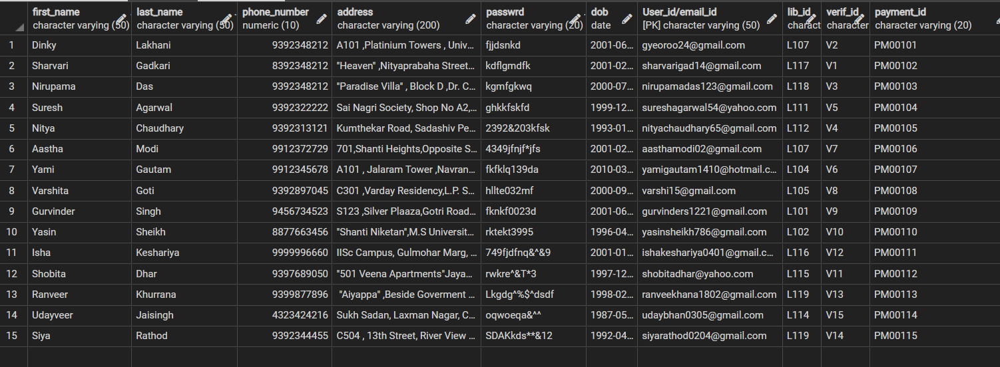 first_name last_name phone_number address passwrd dob User_id/email_id lib_id verif_id payment_id
character varying (50) character varying (50) numeric (10) character varying (200) character varying (20) date [PK] character varying (50) charact character character varying (20)
1 Dinky Lakhani 9392348212 A101 ,Platinium Towers , Univ... fjjdsnkd 2001-06... gyeoroo24@gmail.com L107 V2 PM00101
2 Sharvari Gadkari 8392348212 "Heaven" ,Nityaprabaha Street... kdflgmdfk 2001-02... sharvarigad14@gmail.com L117 V1 PM00102
3 Nirupama Das 9392348212 "Paradise Villa" , Block D ,Dr. C... kgmfgkwq 2000-07... nirupamadas123@gmail.com L118 V3 PM00103
4 Suresh Agarwal 9392322222 Sai Nagri Society, Shop No A2,... ghkkfskfd 1999-12... sureshagarwal54@yahoo.com L111 V5 PM00104
5 Nitya Chaudhary 9392313121 Kumthekar Road, Sadashiv Pe... 2392&203kfsk 1993-01... nityachaudhary65@gmail.com L112 V4 PM00105
6 Aastha Modi 9912372729 701,Shanti Heights,Opposite S... 4349jfnjf*jfs 2001-02... aasthamodi02@gmail.com L107 V7 PM00106
7 Yami Gautam 9912345678 A101 , Jalaram Tower ,Navran... fkfklq139da 2010-03... yamigautam1410@hotmail.c... L104 V6 PM00107
8 Varshita Goti 9392897045 C301 ,Varday Residency,L.P. S... hllte032mf 2000-09... varshi15@gmail.com L105 V8 PM00108
9 Gurvinder Singh 9456734523 S123 ,Silver Plaaza,Gotri Road... fknkf0023d 2001-06... gurvinders1221@gmail.com L101 V9 PM00109
10 Yasin Sheikh 8877663456 "Shanti Niketan",M.S Universit... rktekt3995 1996-04... yasinsheikh786@gmail.com L102 V10 PM00110
11 Isha Keshariya 9999996660 IISc Campus, Gulmohar Marg, ... 749fjdfnq&^&9 2001-01... ishakeshariya0401@gmail.c... L116 V12 PM00111
12 Shobita Dhar 9397689050 "501 Veena Apartments"Jaya... rwkre^&T*3 1997-12... shobitadhar@yahoo.com L115 V11 PM00112
13 Ranveer Khurrana 9399877896 "Aiyappa" ,Beside Goverment ... Lkgdg^%$^dsdf 1998-02... ranveekhana1802@gmail.com L119 V13 PM00113
14 Udayveer Jaisingh 4323424216 Sukh Sadan, Laxman Nagar, C... oqwoeqa&^^ 1987-05... udaybhan0305@gmail.com L114 V15 PM00114
15 Siya Rathod 9392344455 C504 , 13th Street, River View ... SDAKkds**&12 1992-04... siyarathod0204@gmail.com L119 V14 PM00115